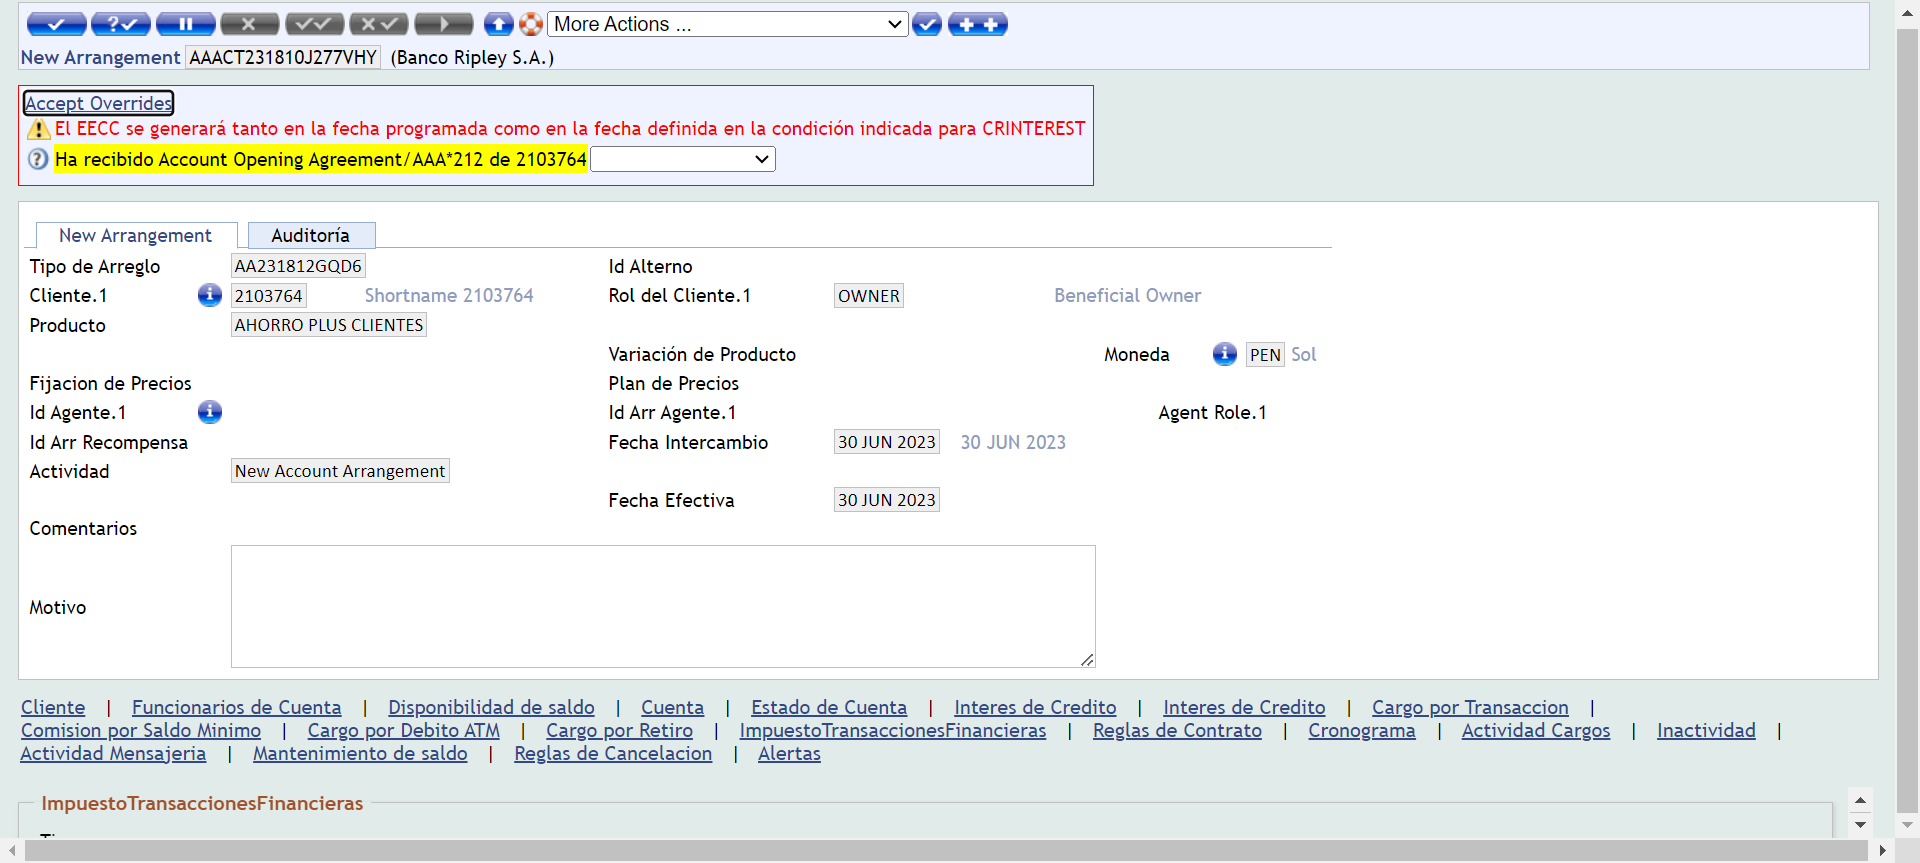 More Actions ...
New Arrangement AAACT231810J277VHY (Banco Ripley S.A.)
Accept Overrides
El EECC se generará tanto en la fecha programada como en la fecha definida en la condición indicada para CRINTEREST
Ha recibido Account Opening Agreement/AAA*212 de 2103764
New Arrangement Auditoría
Tipo de Arreglo AA231812GQD6 Id Alterno
Cliente.1 2103764 Shortname 2103764 Rol del Cliente.1 OWNER Beneficial Owner
Producto AHORRO PLUS CLIENTES
Variación de Producto Moneda PEN Sol
Fijacion de Precios Plan de Precios
Id Agente.1 Id Arr Agente.1 Agent Role.1
Id Arr Recompensa Fecha Intercambio 30 JUN 2023 30 JUN 2023
Actividad New Account Arrangement
Fecha Efectiva 30 JUN 2023
Comentarios
Motivo
Cliente | Funcionarios de Cuenta | Disponibilidad de saldo | Cuenta | Estado de Cuenta | Interes de Credito | Interes de Credito | Cargo por Transaccion |
Comision por Saldo Minimo | Cargo por Debito ATM | Cargo por Retiro | ImpuestoTransaccionesFinancieras | Reglas de Contrato | Cronograma | Actividad Cargos | Inactividad |
Actividad Mensajeria | Mantenimiento de saldo | Reglas de Cancelacion | Alertas
ImpuestoTransaccionesFinancieras